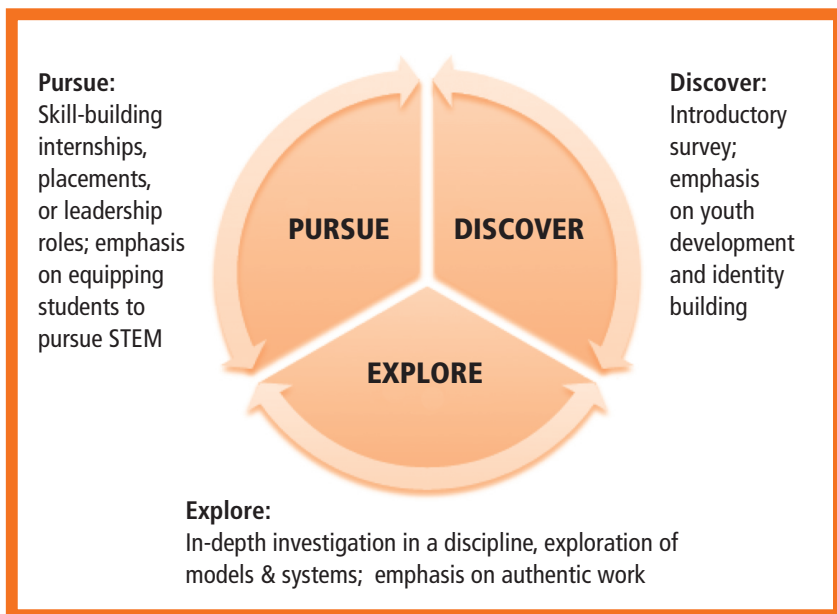 Pursue:
Skill-building
internships,
placements,
or leadership
roles; emphasis
on equipping
students to
pursue STEM
PURSUE
DISCOVER
Discover:
Introductory
survey;
emphasis
on youth
development
and identity
building
EXPLORE
Explore:
In-depth investigation in a discipline, exploration of
models & systems; emphasis on authentic work